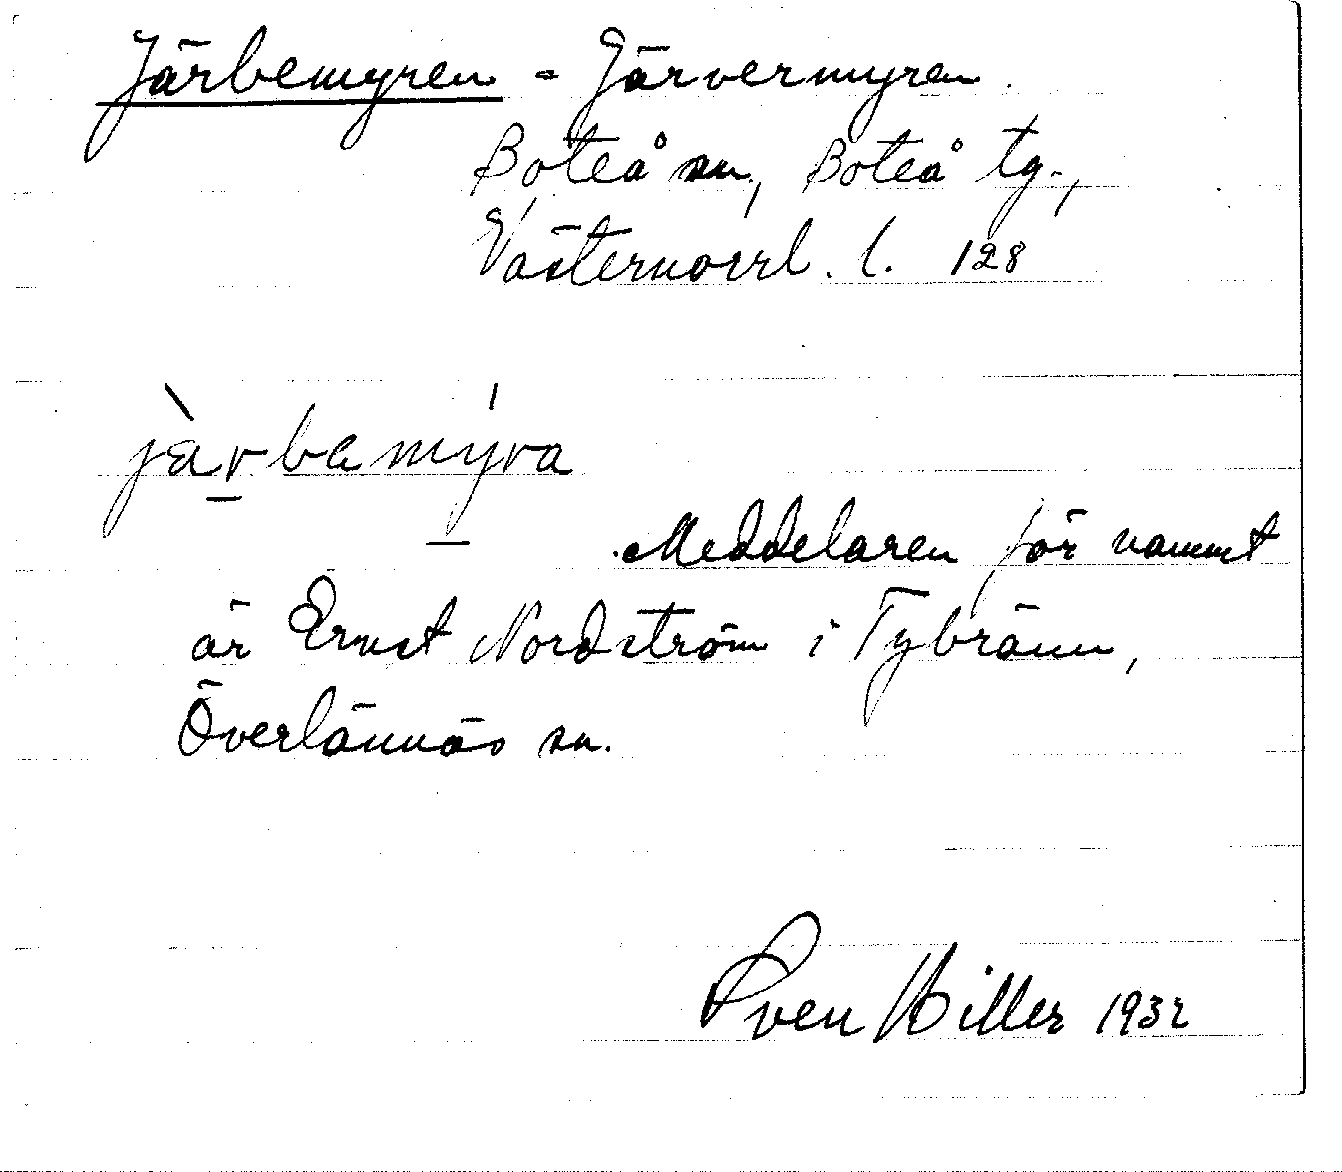 Järbemyren = Järvermyren.
Boteå sn, Boteå tg.,
Västernorrl. l. 128
jàrbamýra
Meddelaren för namnet
är Ernst Nordström i Tybränn,
Överlännäs sn.
Sven Hiller 1932